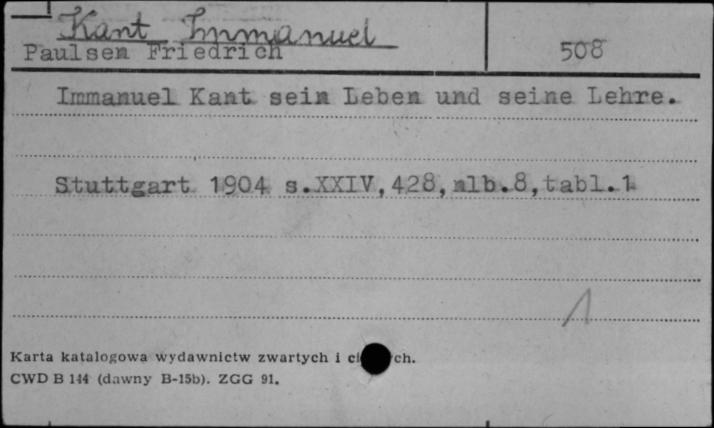 Kant Immanuel
Paulsen Friedrich
508
Immanuel Kant sein Leben und seine Lehre.
Stuttgart 1904 s.XXIV,428, alb.8,tabl.1
1
Karta katalogowa wydawnictw zwartych i ch.
CWD B 144 (dawny B-15b). ZGG 91.